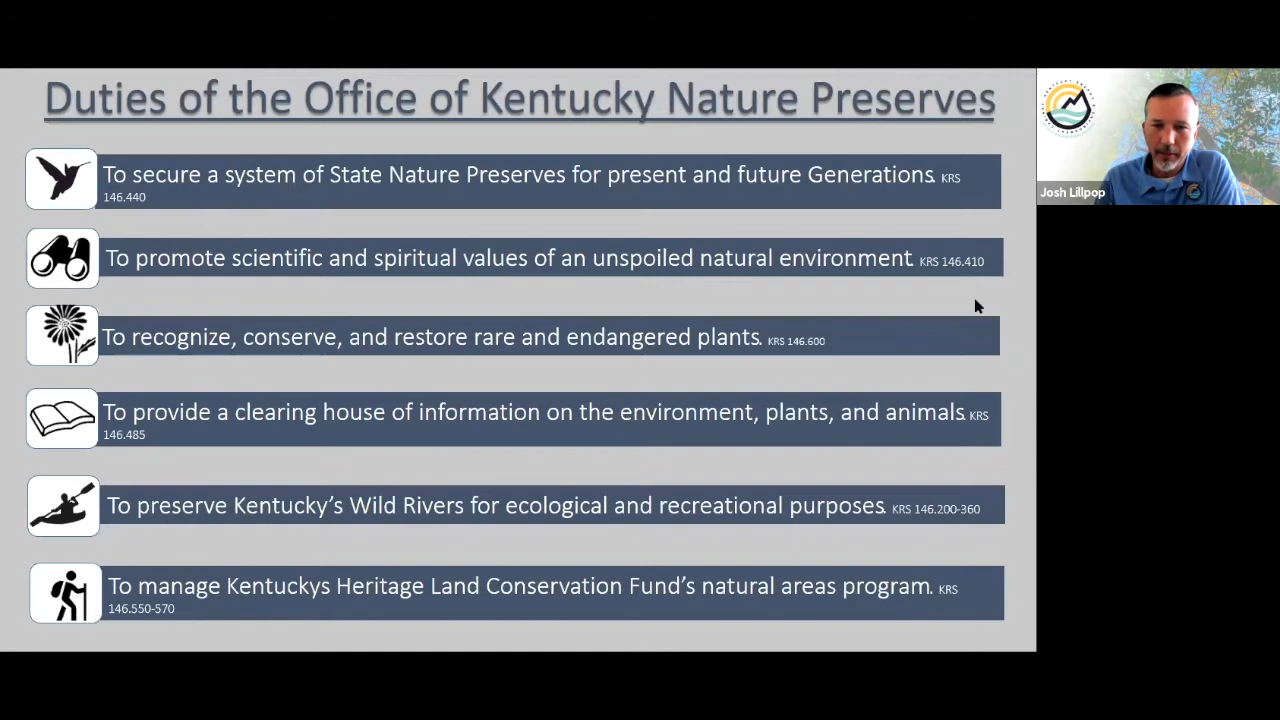 Duties of the Office of Kentucky Nature Preserves
To secure a system of State Nature Preserves for present and future Generations. KRS
146.440
To promote scientific and spiritual values of an unspoiled natural environment. KRS 146.410
To recognize, conserve, and restore rare and endangered plants. KRS 146.600
To provide a clearing house of information on the environment, plants, and animals. KRS
146.485
To preserve Kentucky’s Wild Rivers for ecological and recreational purposes. KRS 146.200-360
To manage Kentuckys Heritage Land Conservation Fund’s natural areas program. KRS
146.550-570
Josh Lillpop